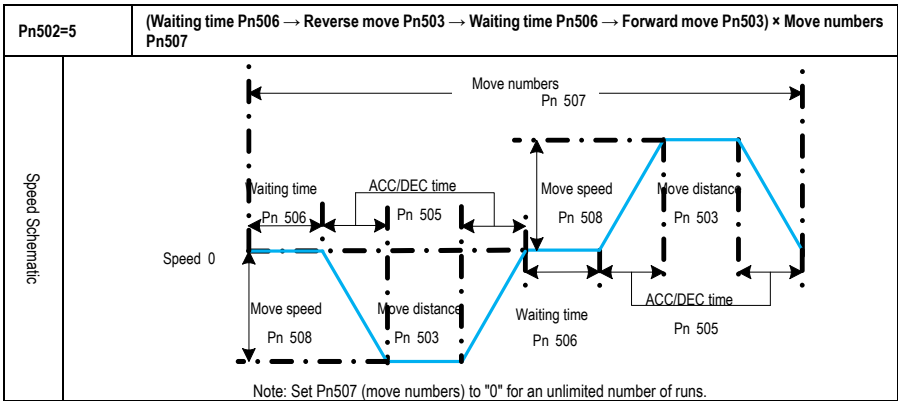 Pn502=5
(Waiting time Pn506 → Reverse move Pn503 → Waiting time Pn506 → Forward move Pn503) × Move numbers
Pn507
Speed Schematic
Move numbers
Pn 507
Waiting time
Pn 506
ACC/DEC time
Pn 505
Move speed
Pn 508
Move distance
Pn 503
Speed 0
Move speed
Pn 508
Move distance
Pn 503
Waiting time
Pn 506
ACC/DEC time
Pn 505
Note: Set Pn507 (move numbers) to "0" for an unlimited number of runs.